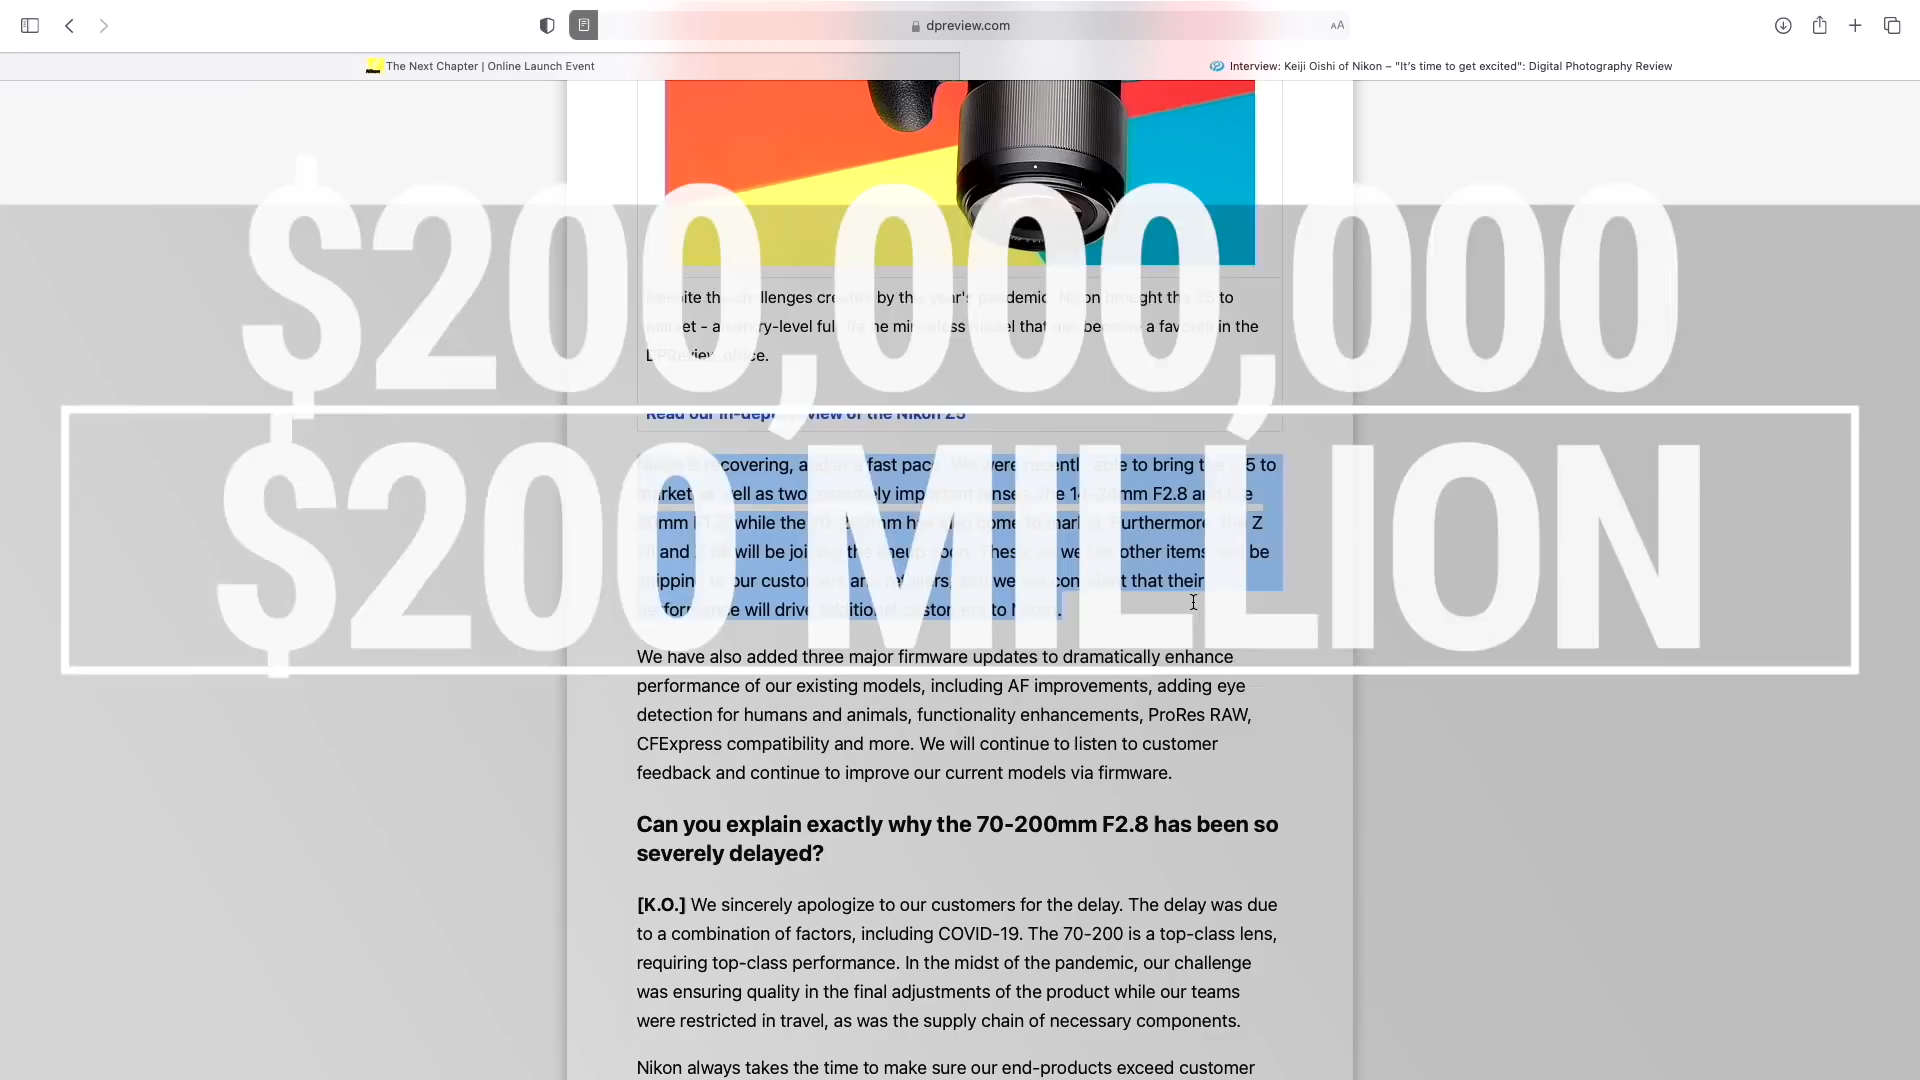 dpreview.com
AA
The Next Chapter | Online Launch Event
Interview: Keiji Oishi of Nikon – "It's time to get excited": Digital Photography Review
$200,000,000
$200 MILLION
Despite the challenges created by this year's pandemic, Nikon brought the Z5 to
market - an entry-level full-frame mirrorless model that has become a favorite in the
DPReview office.
Read our in-depth review of the Nikon Z5
recovering, and at a fast pace. We were recently able to bring the Z 5 to
market as well as two extremely important lenses, the 14-24mm F2.8 and the
50mm F1.2, while the 70-200mm has also come to market. Furthermore, the Z
and Z will be joining the lineup soon. These as well as other items will be
shipping to our customers and retailers, and we are confident that their
performance will drive additional customers to Nikon.
We have also added three major firmware updates to dramatically enhance
performance of our existing models, including AF improvements, adding eye
detection for humans and animals, functionality enhancements, ProRes RAW,
CFExpress compatibility and more. We will continue to listen to customer
feedback and continue to improve our current models via firmware.
Can you explain exactly why the 70-200mm F2.8 has been so
severely delayed?
[K.O.] We sincerely apologize to our customers for the delay. The delay was due
to a combination of factors, including COVID-19. The 70-200 is a top-class lens,
requiring top-class performance. In the midst of the pandemic, our challenge
was ensuring quality in the final adjustments of the product while our teams
were restricted in travel, as was the supply chain of necessary components.
Nikon always takes the time to make sure our end-products exceed customer